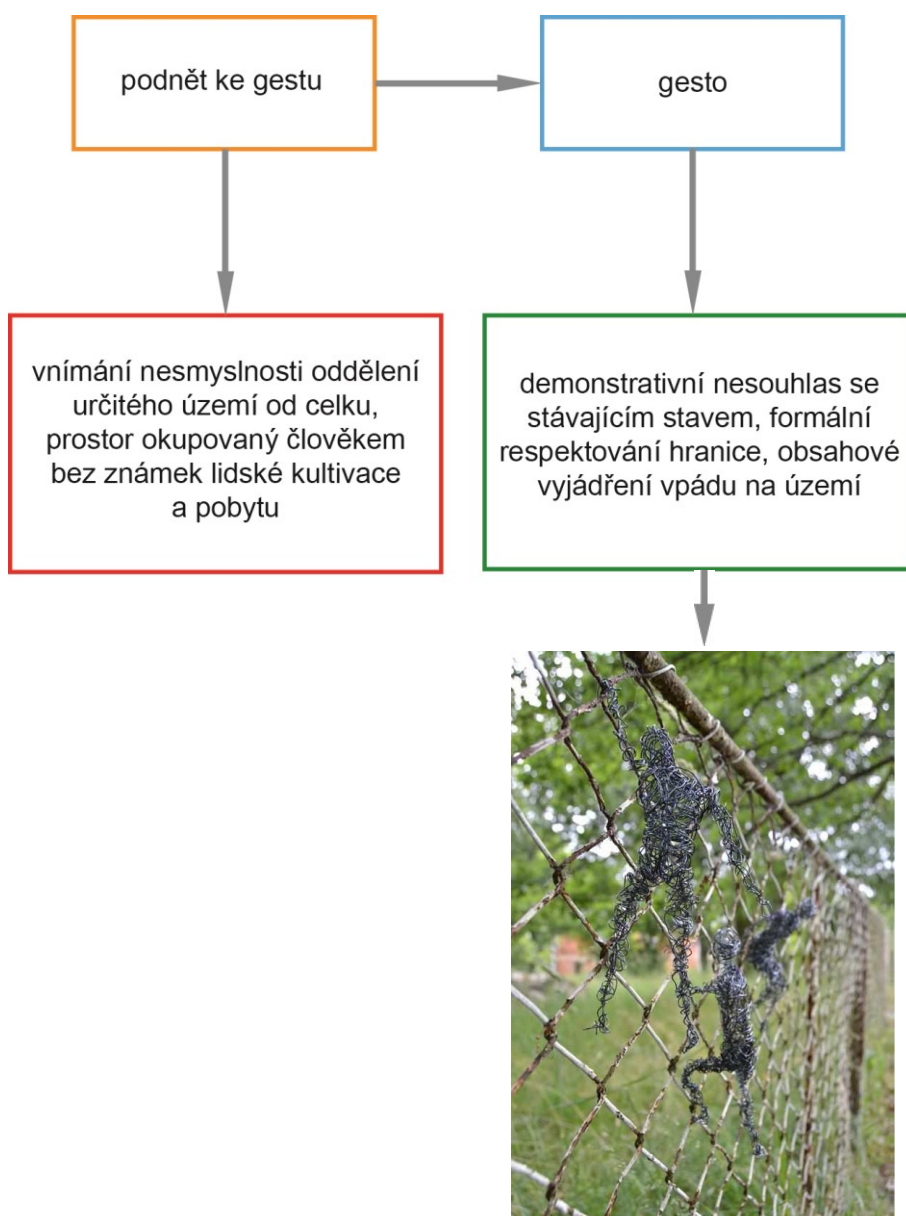 podnět ke gestu
gesto
vnímání nesmyslnosti oddělení
určitého území od celku,
prostor okupovaný člověkem
bez známek lidské kultivace
a pobytu
demonstrativní nesouhlas se
stávajícím stavem, formální
respektování hranice, obsahové
vyjádření vpádu na území